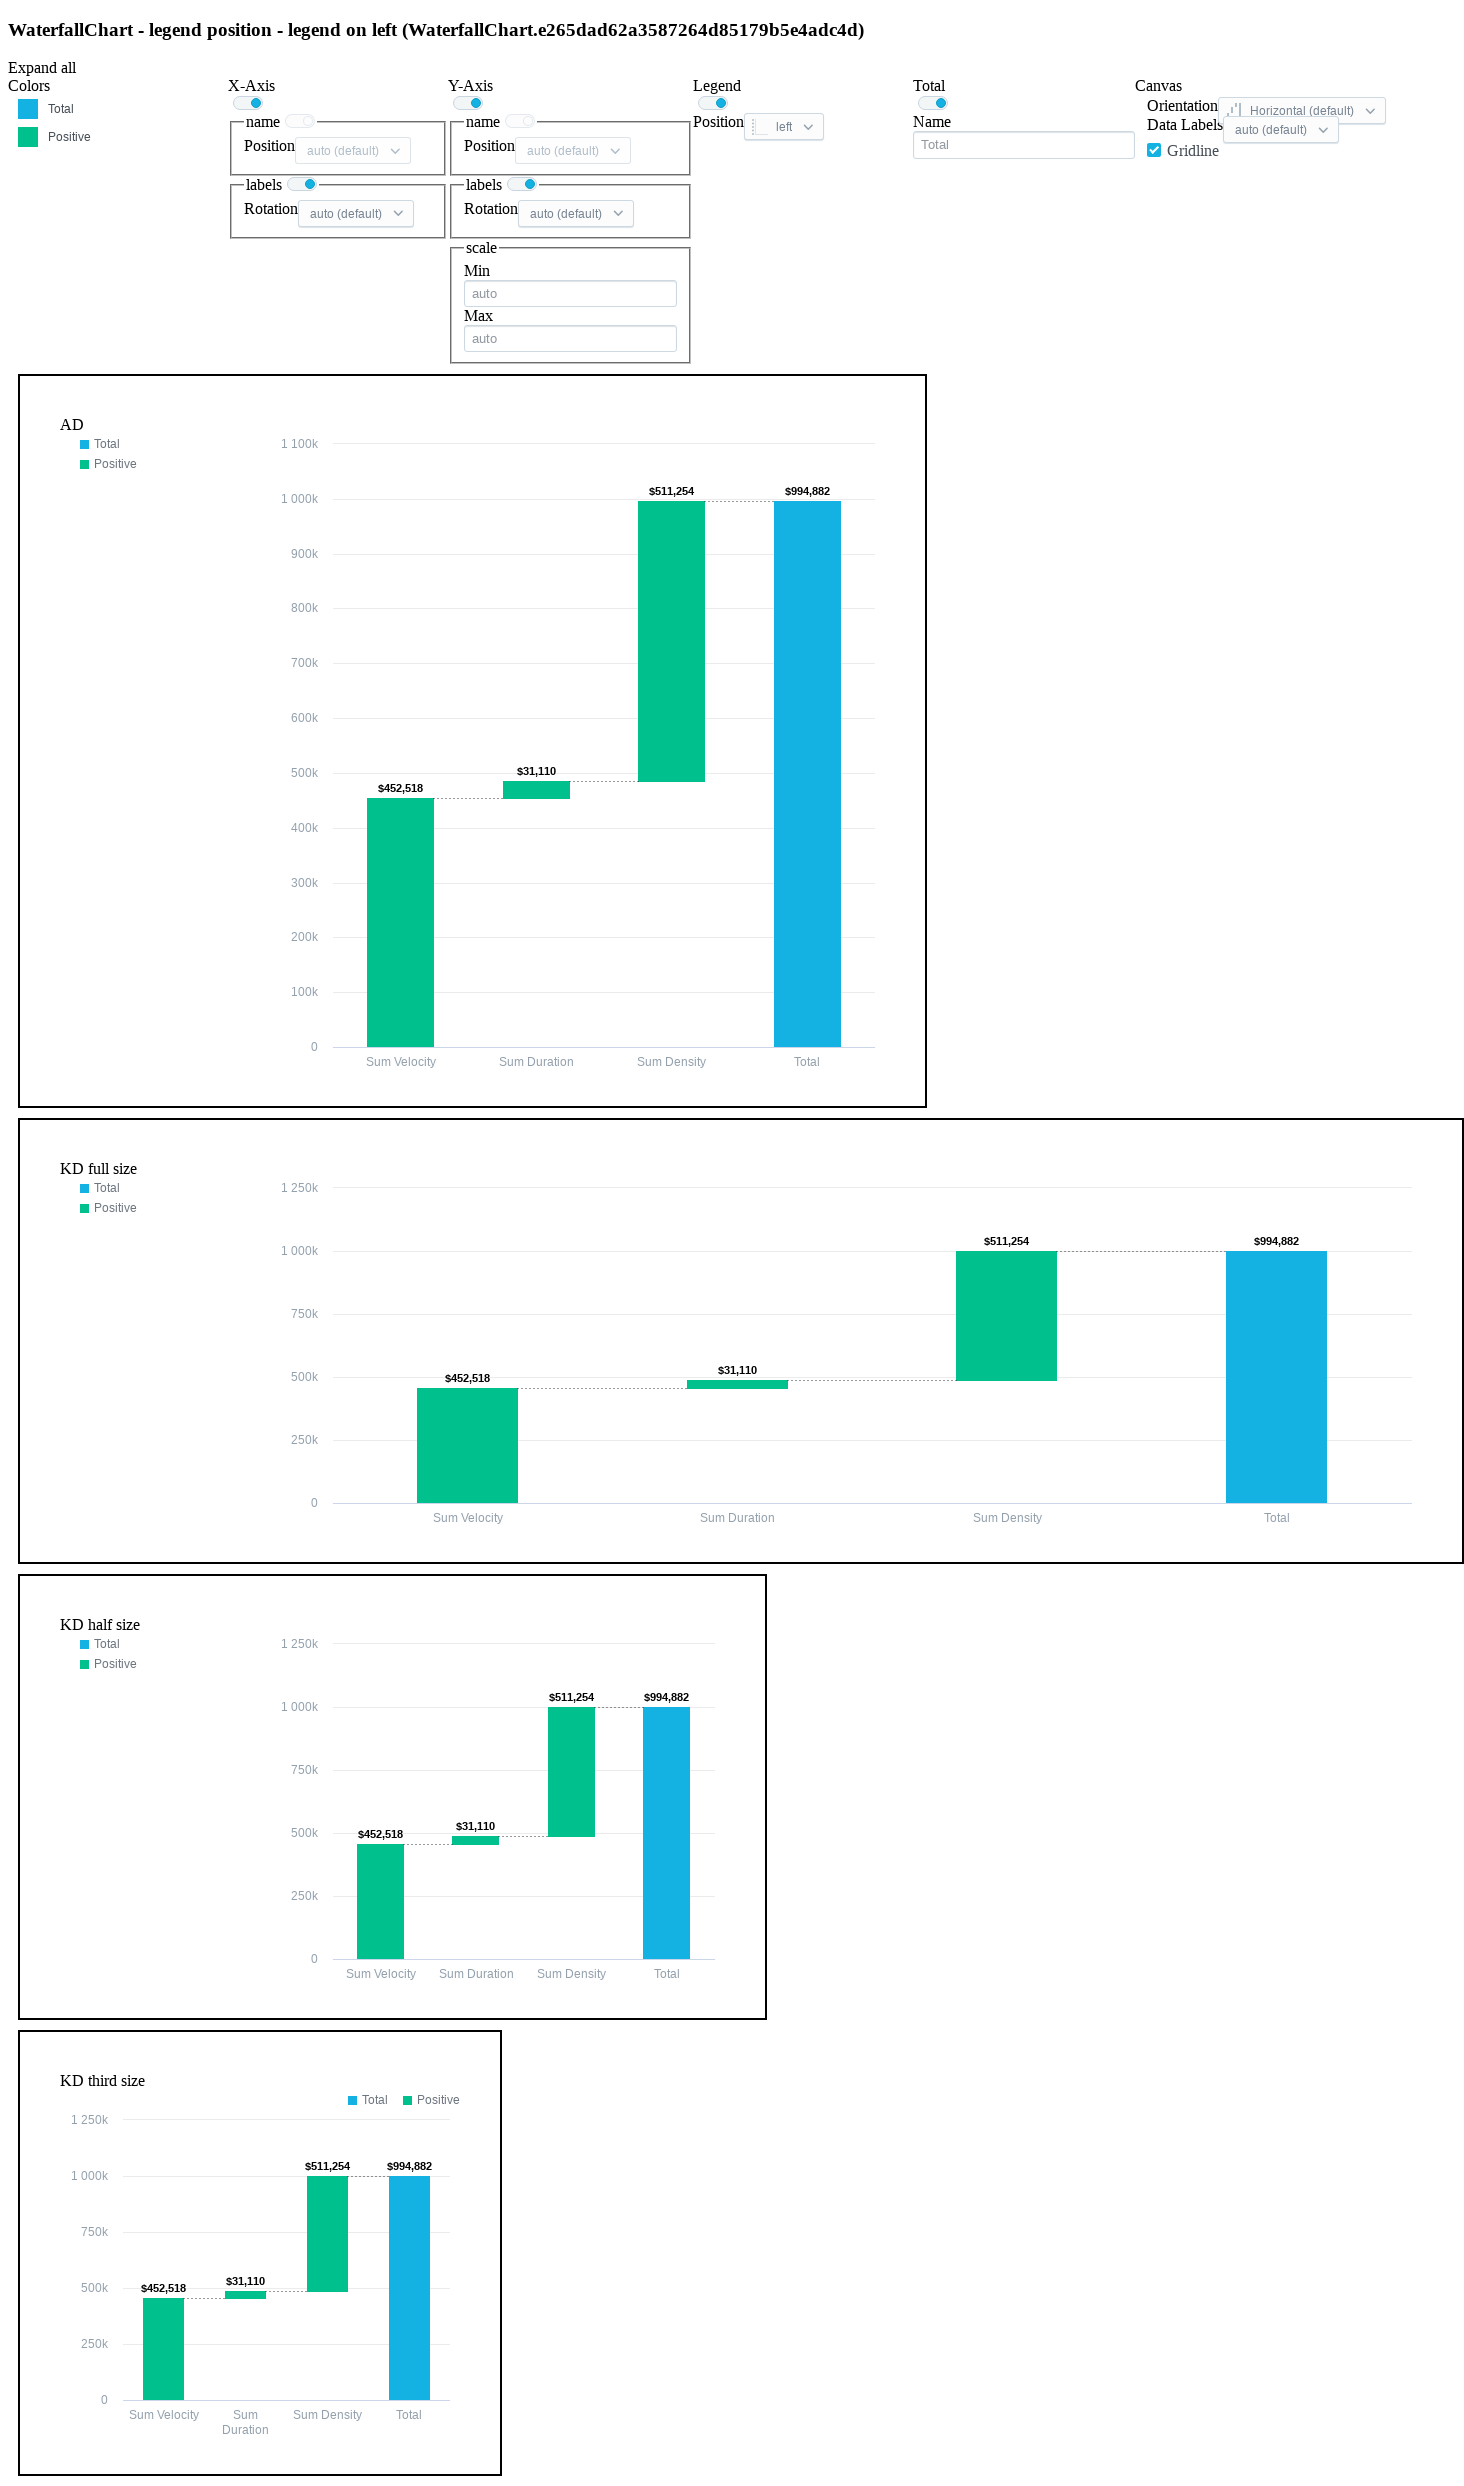 WaterfallChart - legend position - legend on left (WaterfallChart.e265dad62a3587264d85179b5e4adc4d)
Expand all
Colors
Total
Positive
X-Axis
name
Position auto (default)
labels
Rotation auto (default)
Y-Axis
name
Position auto (default)
labels
Rotation auto (default)
scale
Min
auto
Max
auto
Legend
Position left
Total
Name
Total
Canvas
Orientation Horizontal (default)
Data Labels auto (default)
Gridline
AD
Total
Positive
1 100k
1 000k
900k
800k
700k
600k
500k
400k
300k
200k
100k
0
$452,518
$31,110
$511,254
$994,882
Sum Velocity
Sum Duration
Sum Density
Total
KD full size
Total
Positive
1 250k
1 000k
750k
500k
250k
0
$452,518
$31,110
$511,254
$994,882
Sum Velocity
Sum Duration
Sum Density
Total
KD half size
Total
Positive
1 250k
1 000k
750k
500k
250k
0
$452,518
$31,110
$511,254
$994,882
Sum Velocity
Sum Duration
Sum Density
Total
KD third size
Total
Positive
1 250k
1 000k
750k
500k
250k
0
$452,518
$31,110
$511,254
$994,882
Sum Velocity
Sum
Duration
Sum Density
Total